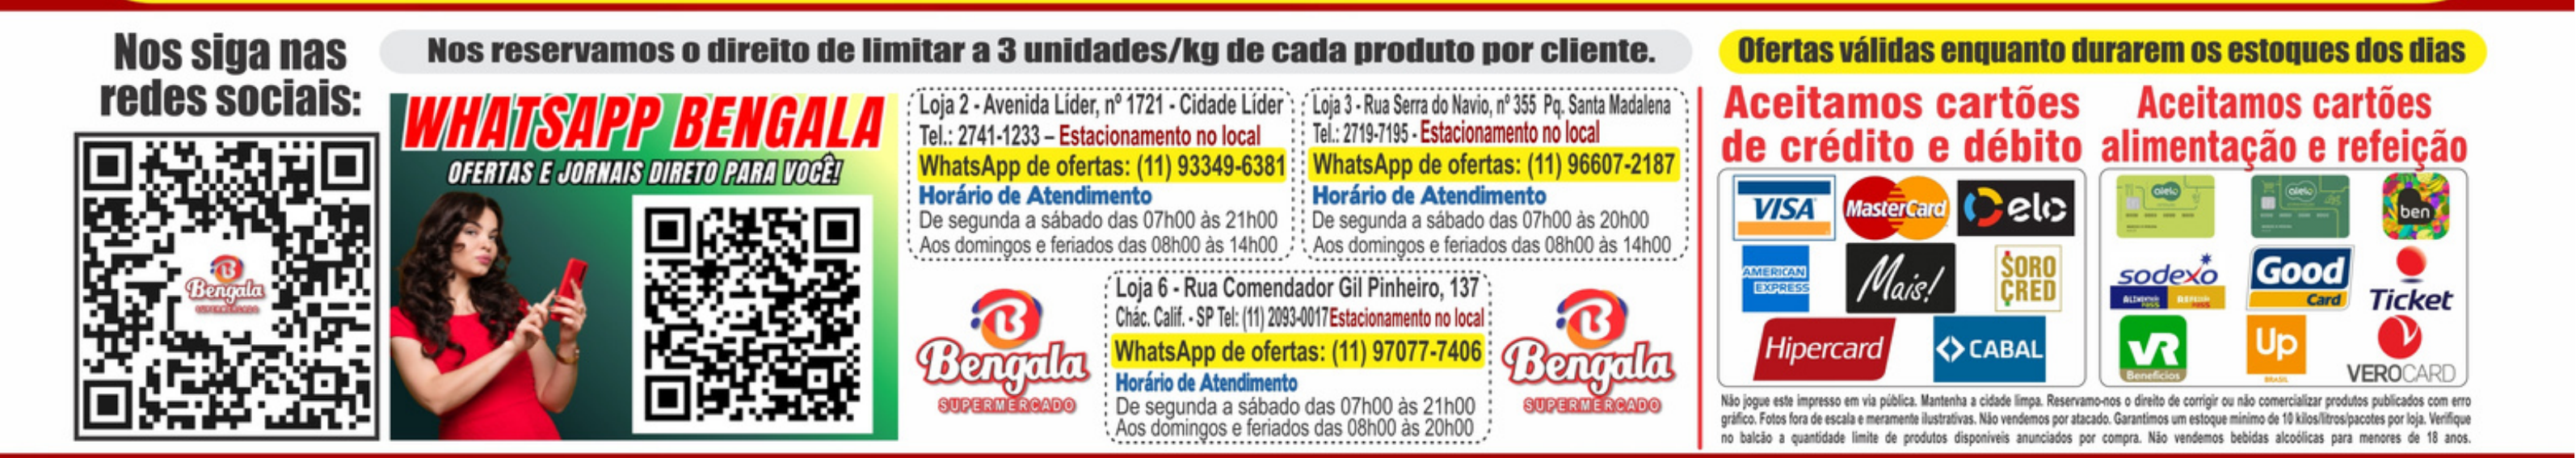 Nos siga nas
redes sociais:
Bengala
SUPERMERCADO
Nos reservamos o direito de limitar a 3 unidades/kg de cada produto por cliente.
WHATSAPP BENGALA
OFERTAS E JORNAIS DIRETO PARA VOCÊ!
Loja 2 - Avenida Líder, nº 1721 - Cidade Líder
Tel.: 2741-1233 – Estacionamento no local
WhatsApp de ofertas: (11) 93349-6381
Horário de Atendimento
De segunda a sábado das 07h00 às 21h00
Aos domingos e feriados das 08h00 às 14h00
Loja 3 - Rua Serra do Navio, nº 355 Pq. Santa Madalena
Tel.: 2719-7195 - Estacionamento no local
WhatsApp de ofertas: (11) 96607-2187
Horário de Atendimento
De segunda a sábado das 07h00 às 20h00
Aos domingos e feriados das 08h00 às 14h00
Bengala
SUPERMERCADO
Loja 6 - Rua Comendador Gil Pinheiro, 137
Chác. Calif. - SP Tel: (11) 2093-0017 Estacionamento no local
WhatsApp de ofertas: (11) 97077-7406
Horário de Atendimento
De segunda a sábado das 07h00 às 21h00
Aos domingos e feriados das 08h00 às 20h00
Bengala
SUPERMERCADO
Ofertas válidas enquanto durarem os estoques dos dias
Aceitamos cartões
de crédito e débito
VISA
MasterCard
elo
AMERICAN
EXPRESS
Mais!
SORO
CRED
Hipercard
CABAL
Aceitamos cartões
alimentação e refeição
alelo
alelo
ben
sodexo
ALIMENTAÇÃO PASS
REFEIÇÃO PASS
Good
Card
Ticket
VR
Benefícios
Up
BRASIL
VEROCARD
Não jogue este impresso em via pública. Mantenha a cidade limpa. Reservamo-nos o direito de corrigir ou não comercializar produtos publicados com erro
gráfico. Fotos fora de escala e meramente ilustrativas. Não vendemos por atacado. Garantimos um estoque mínimo de 10 kilos/litros/pacotes por loja. Verifique
no balcão a quantidade limite de produtos disponíveis anunciados por compra. Não vendemos bebidas alcoólicas para menores de 18 anos.